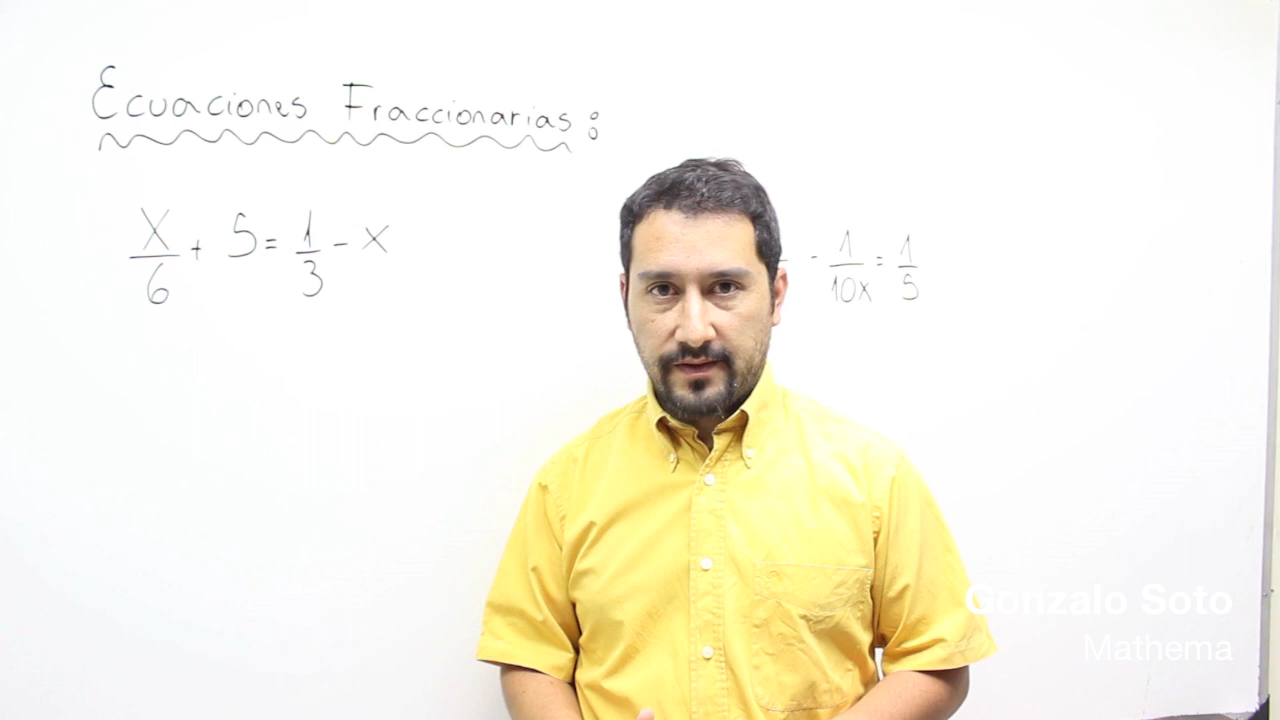 Ecuaciones Fraccionarias:
x/6 + 5 = 1/3 - x
- 1/10x = 1/5
Gonzalo Soto
Mathema